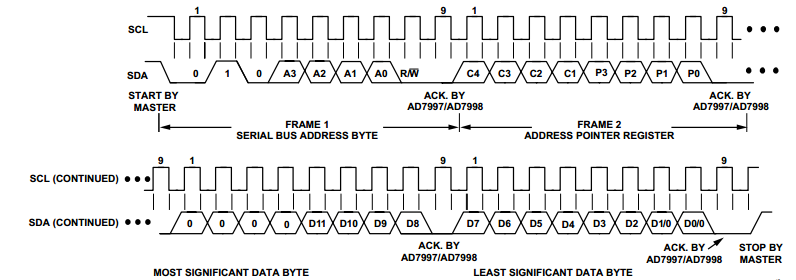 1 9 1 9
SCL
SDA 0 1 0 A3 A2 A1 A0 R/W̅ C4 C3 C2 C1 P3 P2 P1 P0
START BY MASTER
ACK. BY AD7997/AD7998
ACK. BY AD7997/AD7998
FRAME 1
SERIAL BUS ADDRESS BYTE
FRAME 2
ADDRESS POINTER REGISTER
9 1 9 1 9
SCL (CONTINUED)
SDA (CONTINUED) 0 0 0 0 D11 D10 D9 D8 D7 D6 D5 D4 D3 D2 D1/0 D0/0
ACK. BY AD7997/AD7998
ACK. BY AD7997/AD7998
STOP BY MASTER
MOST SIGNIFICANT DATA BYTE
LEAST SIGNIFICANT DATA BYTE